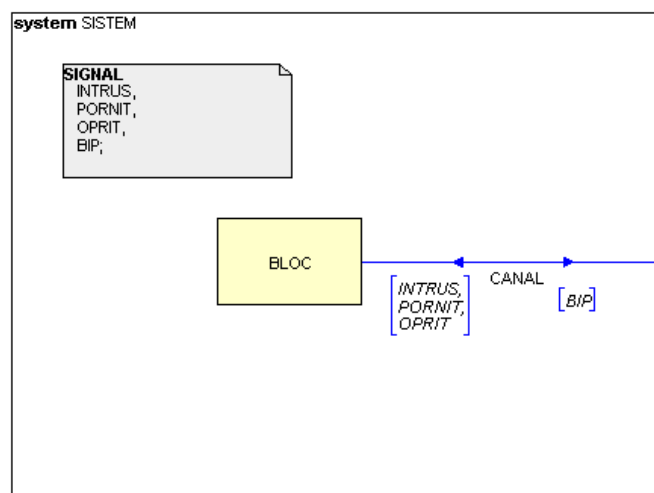 system SISTEM
SIGNAL
INTRUS,
PORNIT,
OPRIT,
BIP;
BLOC
CANAL
[INTRUS,
PORNIT,
OPRIT]
[BIP]